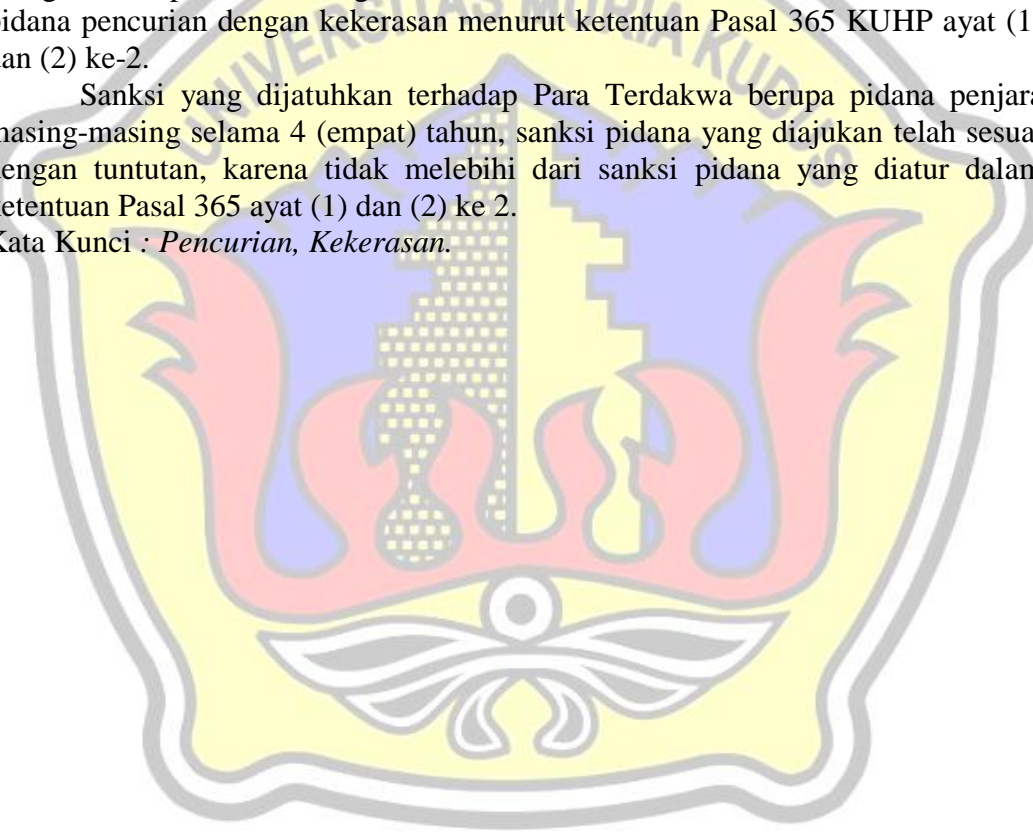 pidana pencurian dengan kekerasan menurut ketentuan Pasal 365 KUHP ayat (1
dan (2) ke-2.
Sanksi yang dijatuhkan terhadap Para Terdakwa berupa pidana penjara
masing-masing selama 4 (empat) tahun, sanksi pidana yang diajukan telah sesua
dengan tuntutan, karena tidak melebihi dari sanksi pidana yang diatur dalam
ketentuan Pasal 365 ayat (1) dan (2) ke 2.
Kata Kunci : Pencurian, Kekerasan.
UNIVERSITAS MURIA KUDUS